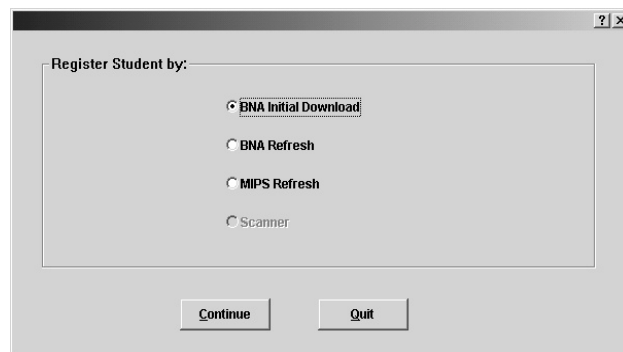 Register Student by:
BNA Initial Download
BNA Refresh
MIPS Refresh
Scanner
Continue Quit